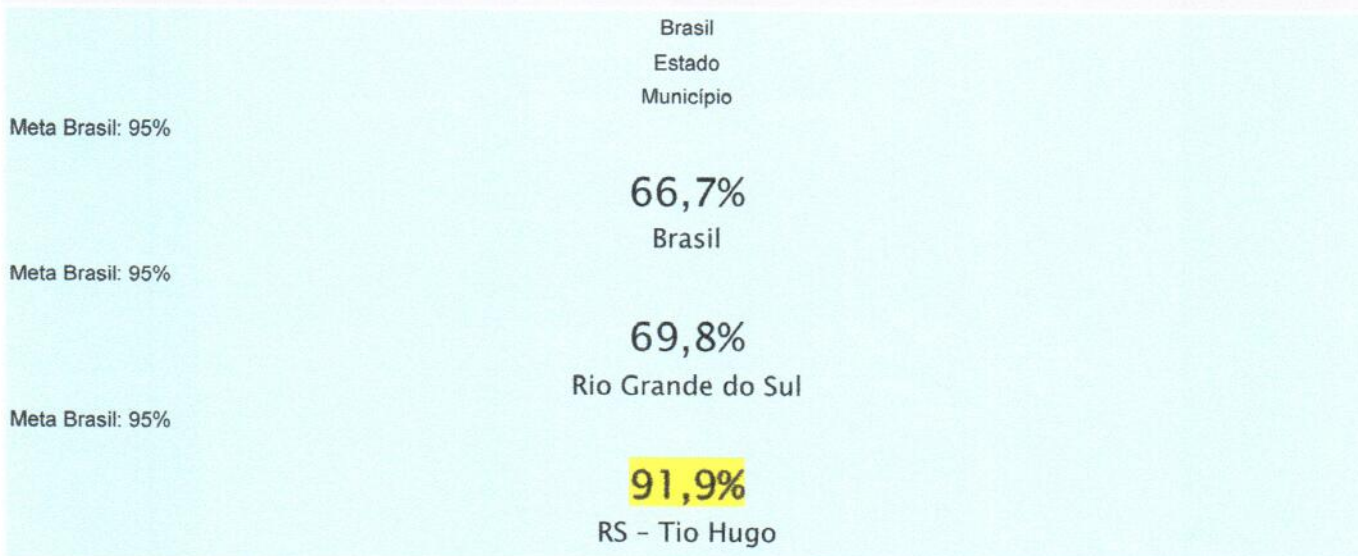 Brasil
Estado
Município
Meta Brasil: 95%
66,7%
Brasil
Meta Brasil: 95%
69,8%
Rio Grande do Sul
Meta Brasil: 95%
91,9%
RS – Tio Hugo